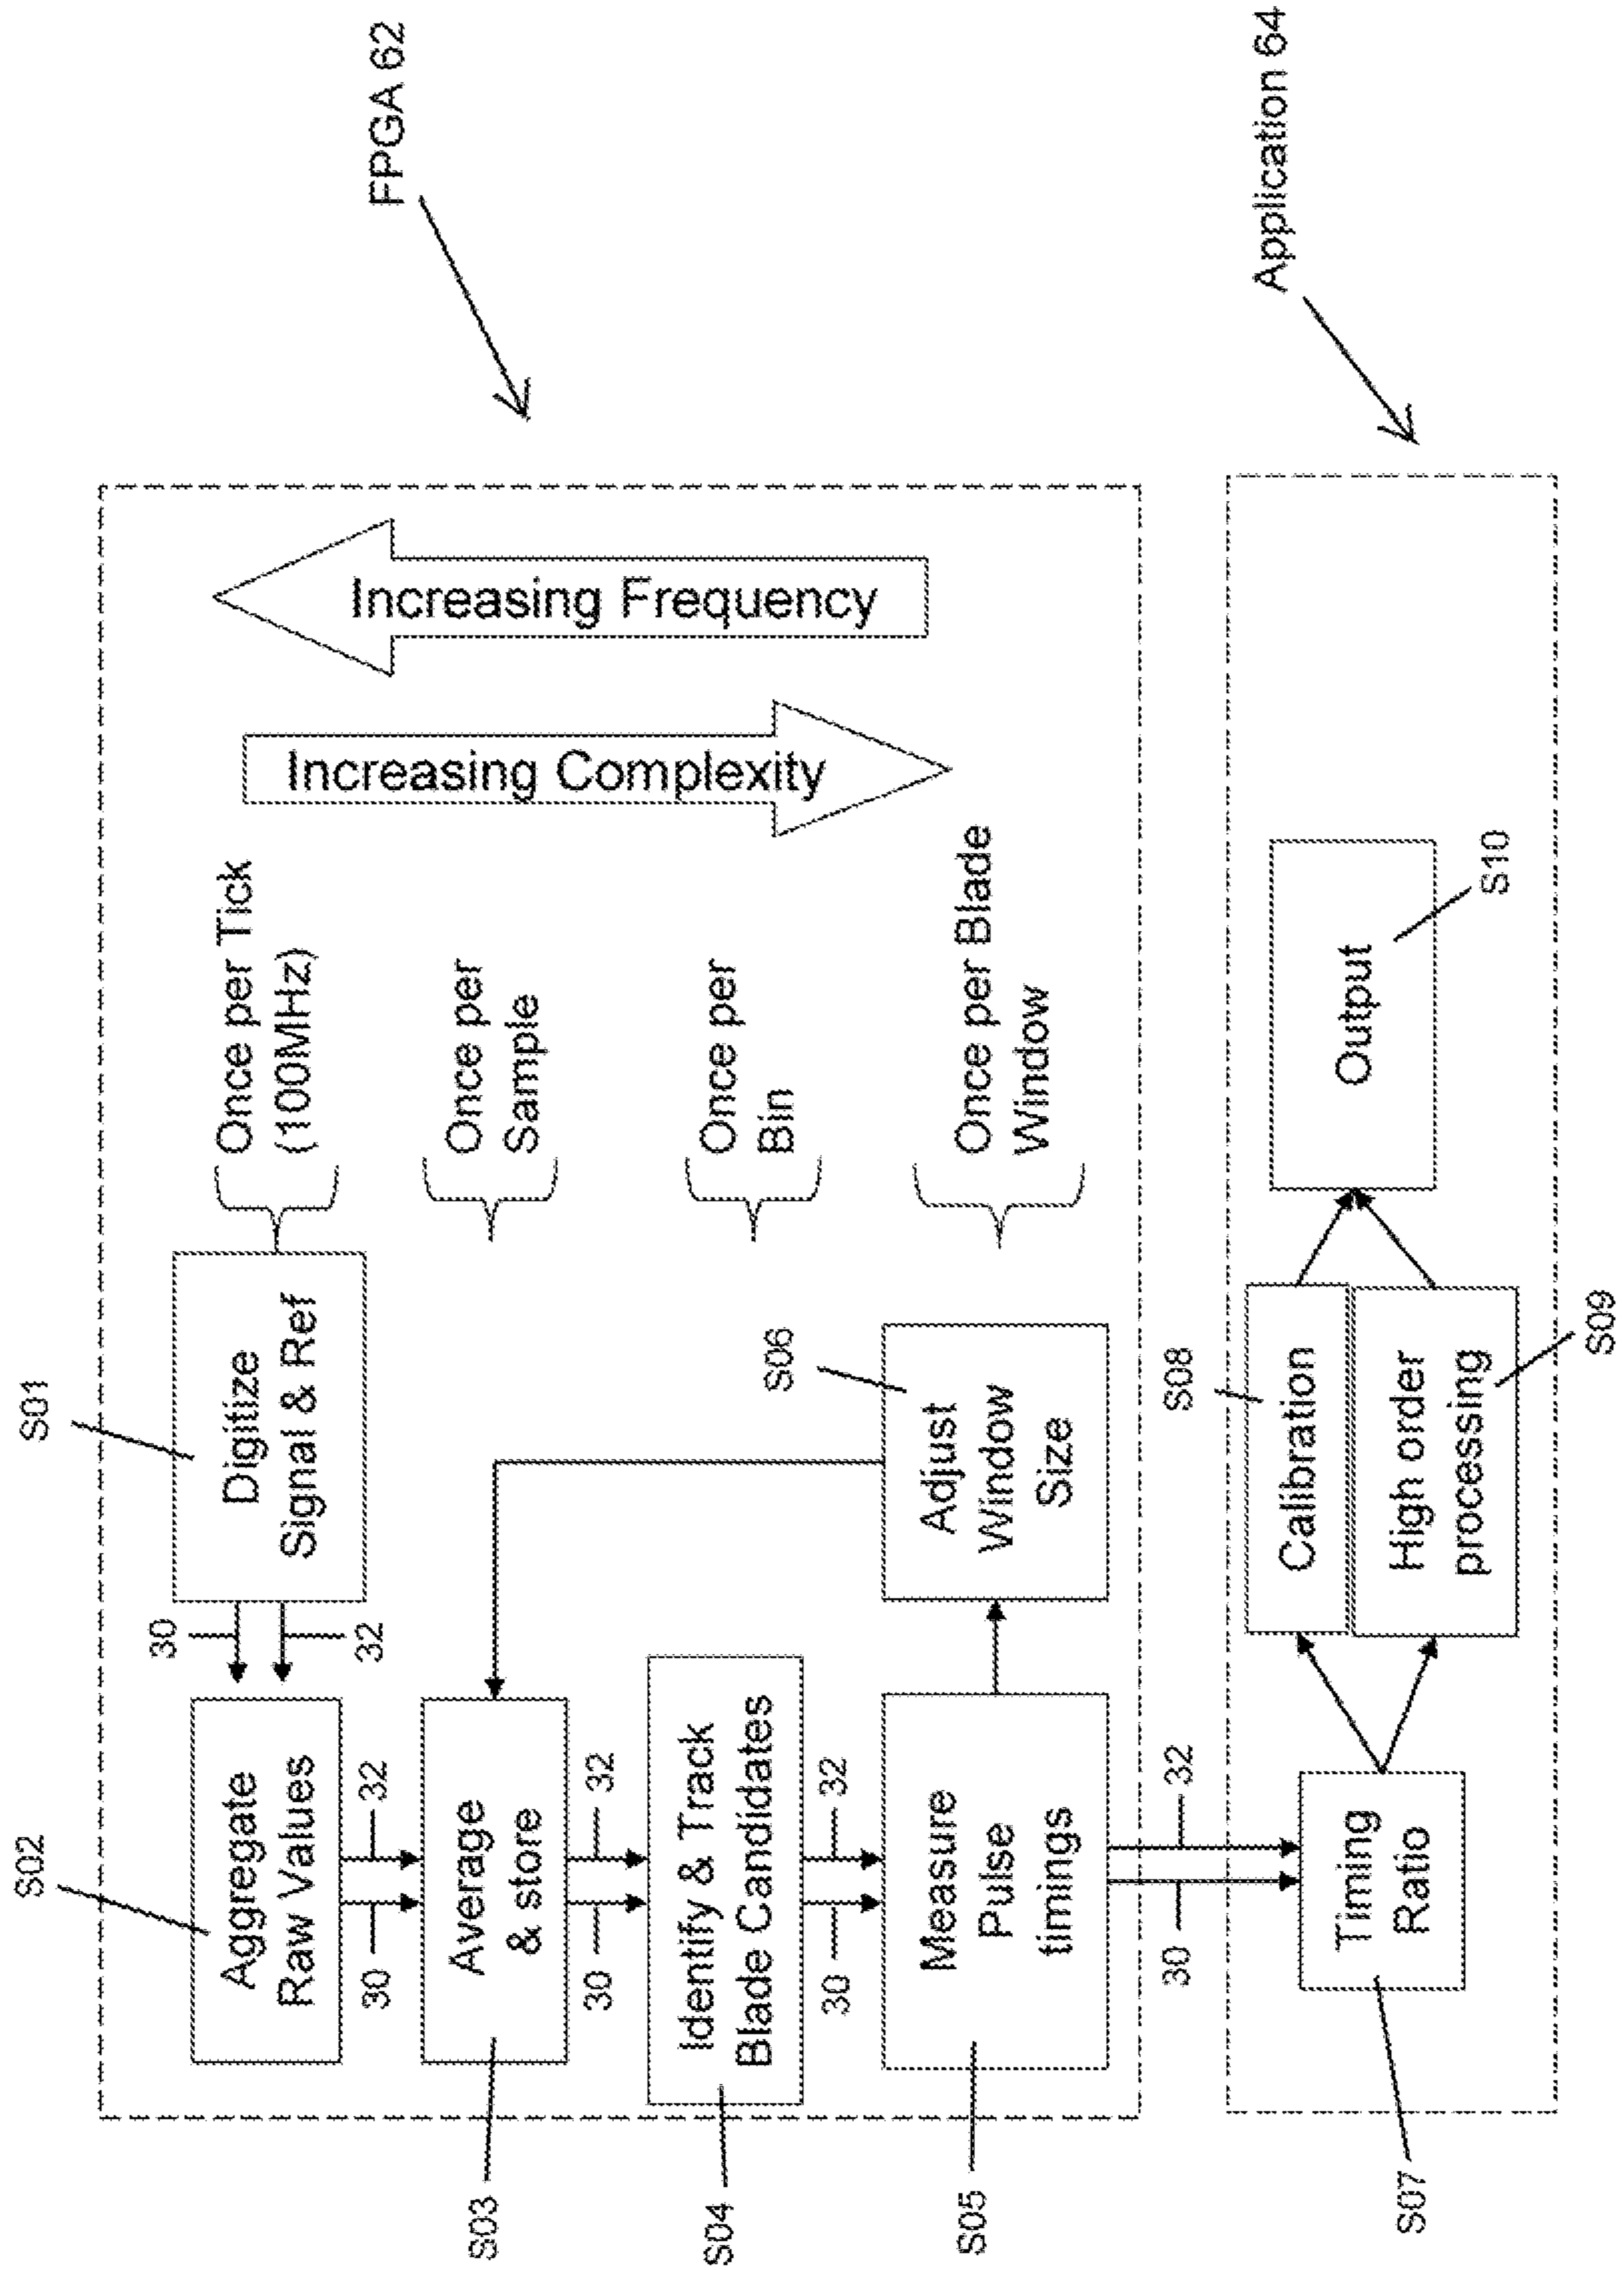 S01
S02
Digitize
Signal & Ref
Once per Tick
(100MHz)
30
32
Aggregate
Raw Values
30
32
S03
Average
& store
Once per
Sample
30
32
S04
Identify & Track
Blade Candidates
Once per
Bin
30
32
S05
Measure
Pulse
timings
S06
Adjust
Window
Size
Once per Blade
Window
Increasing Complexity
Increasing Frequency
FPGA 62
30
32
S07
Timing
Ratio
S08
Calibration
High order
processing
S09
Output
S10
Application 64